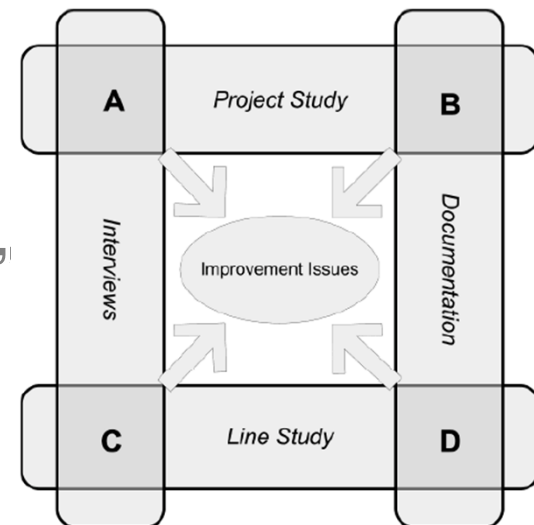 A
Project Study
B
Interviews
Improvement Issues
Documentation
C
Line Study
D